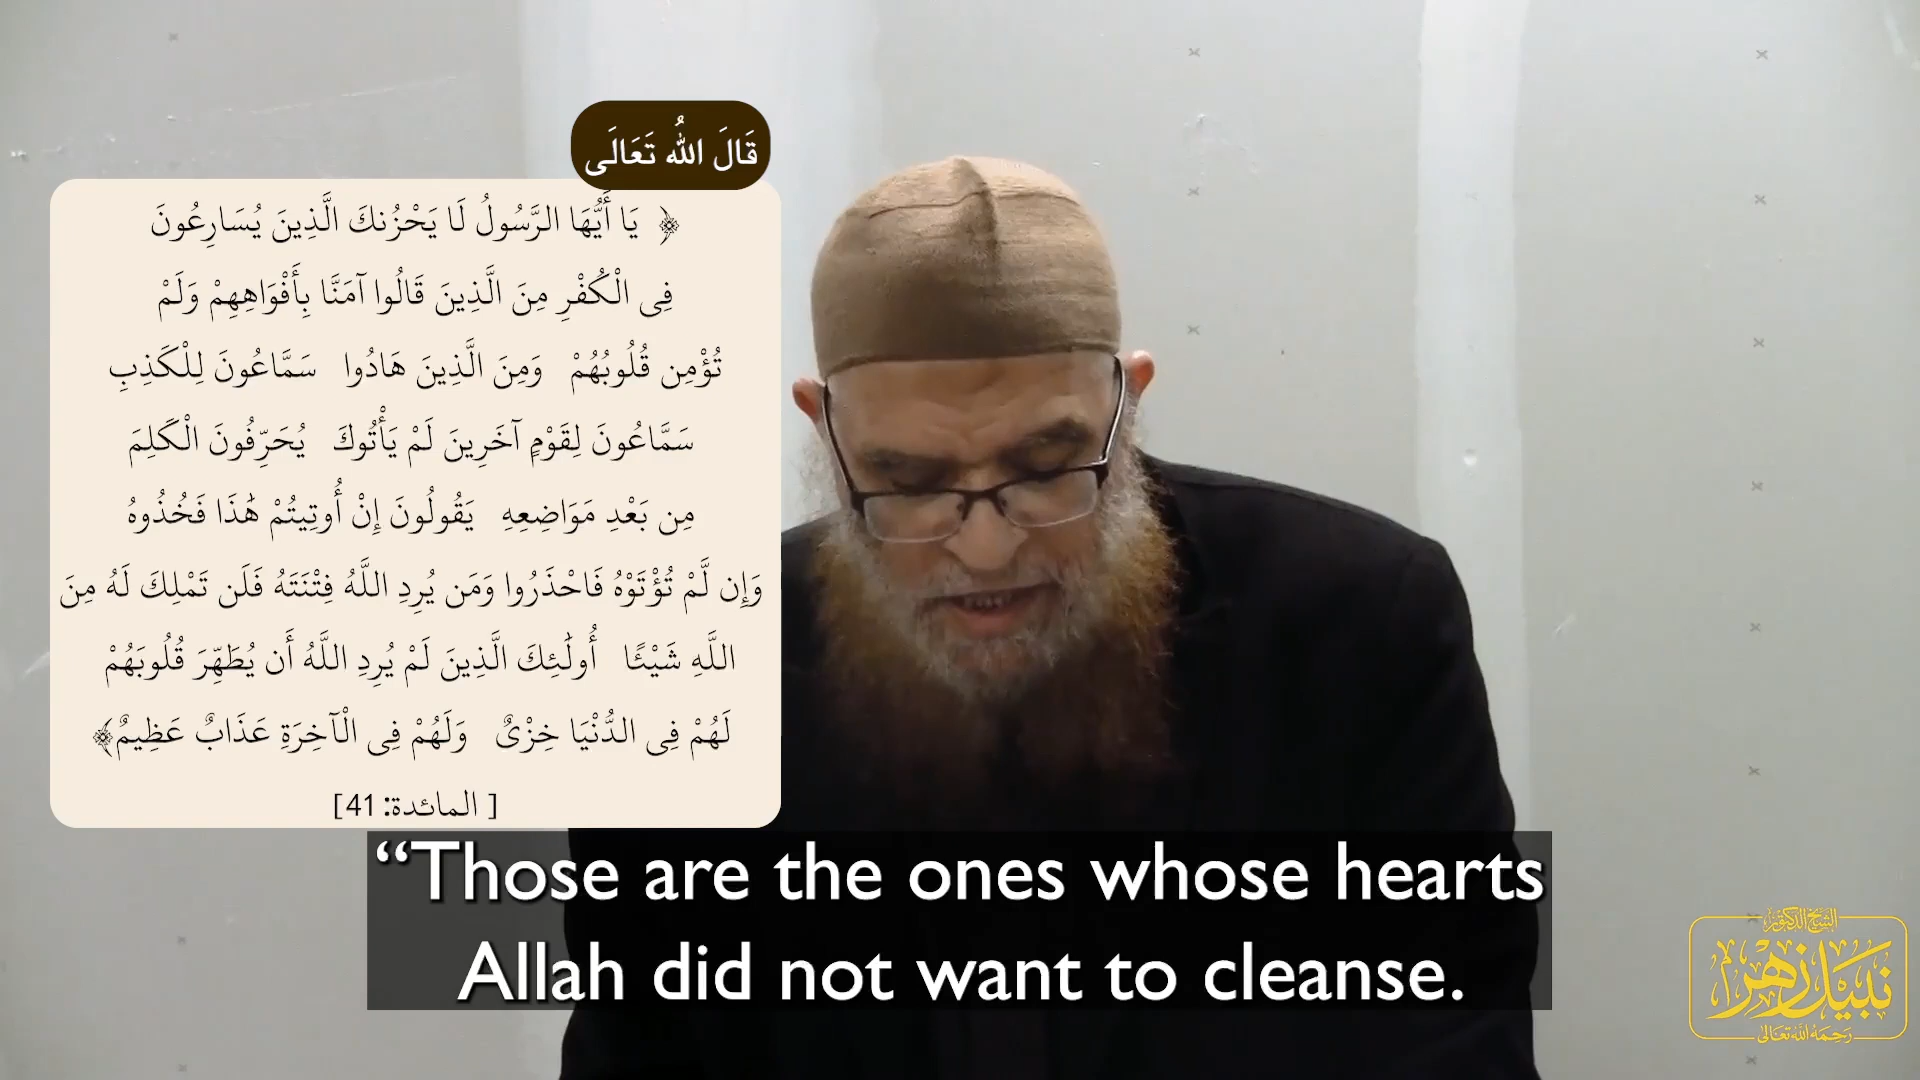 قَالَ اللهُ تَعَالَى
﴿ يَا أَيُّهَا الرَّسُولُ لَا يَحْزُنكَ الَّذِينَ يُسَارِعُونَ
فِي الْكُفْرِ مِنَ الَّذِينَ قَالُوا آمَنَّا بِأَفْوَاهِهِمْ وَلَمْ
تُؤْمِن قُلُوبُهُمْ وَمِنَ الَّذِينَ هَادُوا سَمَّاعُونَ لِلْكَذِبِ
سَمَّاعُونَ لِقَوْمٍ آخَرِينَ لَمْ يَأْتُوكَ يُحَرِّفُونَ الْكَلِمَ
مِن بَعْدِ مَوَاضِعِهِ يَقُولُونَ إِنْ أُوتِيتُمْ هَٰذَا فَخُذُوهُ
وَإِن لَّمْ تُؤْتَوْهُ فَاحْذَرُوا وَمَن يُرِدِ اللَّهُ فِتْنَتَهُ فَلَن تَمْلِكَ لَهُ مِنَ
اللَّهِ شَيْئًا أُولَٰئِكَ الَّذِينَ لَمْ يُرِدِ اللَّهُ أَن يُطَهِّرَ قُلُوبَهُمْ
لَهُمْ فِي الدُّنْيَا خِزْيٌ وَلَهُمْ فِي الْآخِرَةِ عَذَابٌ عَظِيمٌ﴾
[ المائدة: 41]
“Those are the ones whose hearts
Allah did not want to cleanse.
الشيخ الدكتور
نبيل زهر
رحمه الله تعالى